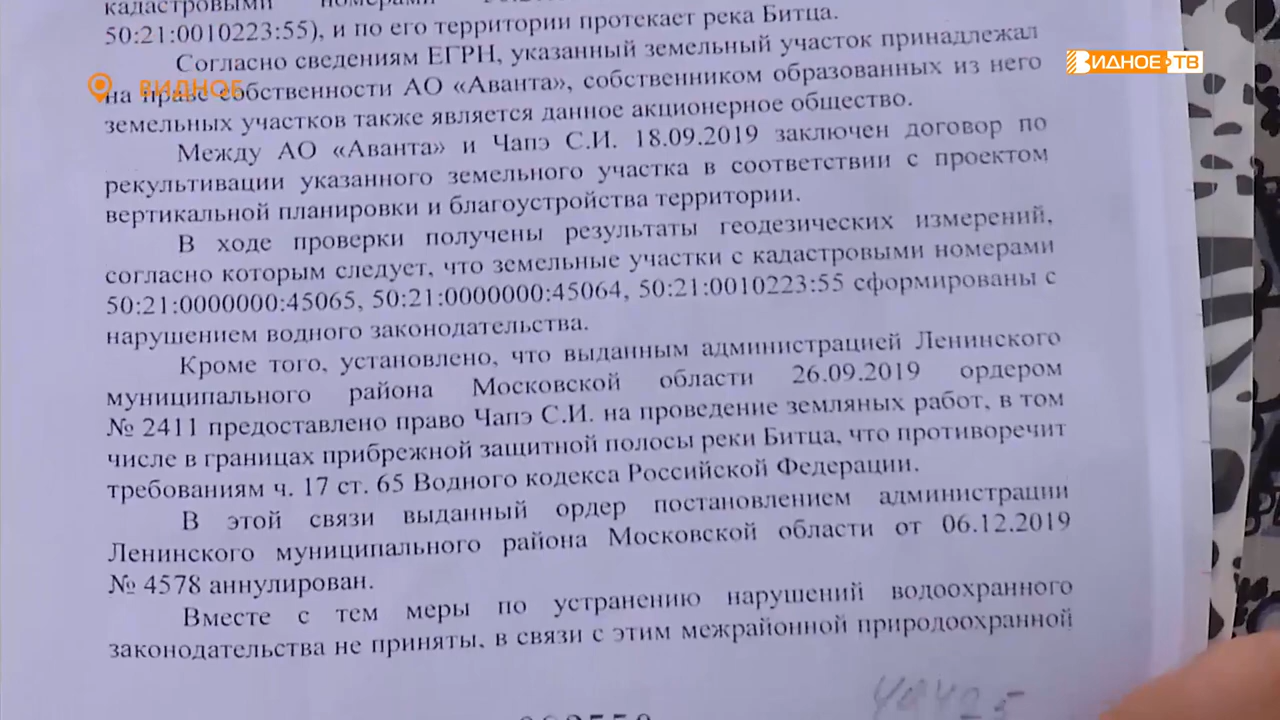 кадастровыми номерами
50:21:0010223:55), и по его территории протекает река Битца.
Согласно сведениям ЕГРН, указанный земельный участок принадлежал
на праве собственности АО «Аванта», собственником образованных из него
земельных участков также является данное акционерное общество.
Между АО «Аванта» и Чапэ С.И. 18.09.2019 заключен договор по
рекультивации указанного земельного участка в соответствии с проектом
вертикальной планировки и благоустройства территории.
В ходе проверки получены результаты геодезических измерений,
согласно которым следует, что земельные участки с кадастровыми номерами
50:21:0000000:45065, 50:21:0000000:45064, 50:21:0010223:55 сформированы с
нарушением водного законодательства.
Кроме того, установлено, что выданным администрацией Ленинского
муниципального района Московской области 26.09.2019 ордером
№ 2411 предоставлено право Чапэ С.И. на проведение земляных работ, в том
числе в границах прибрежной защитной полосы реки Битца, что противоречит
требованиям ч. 17 ст. 65 Водного кодекса Российской Федерации.
В этой связи выданный ордер постановлением администрации
Ленинского муниципального района Московской области от 06.12.2019
№ 4578 аннулирован.
Вместе с тем меры по устранению нарушений водоохранного
законодательства не приняты, в связи с этим межрайонной природоохранной
ВИДНОЕ
ВИДНОЕ ТВ